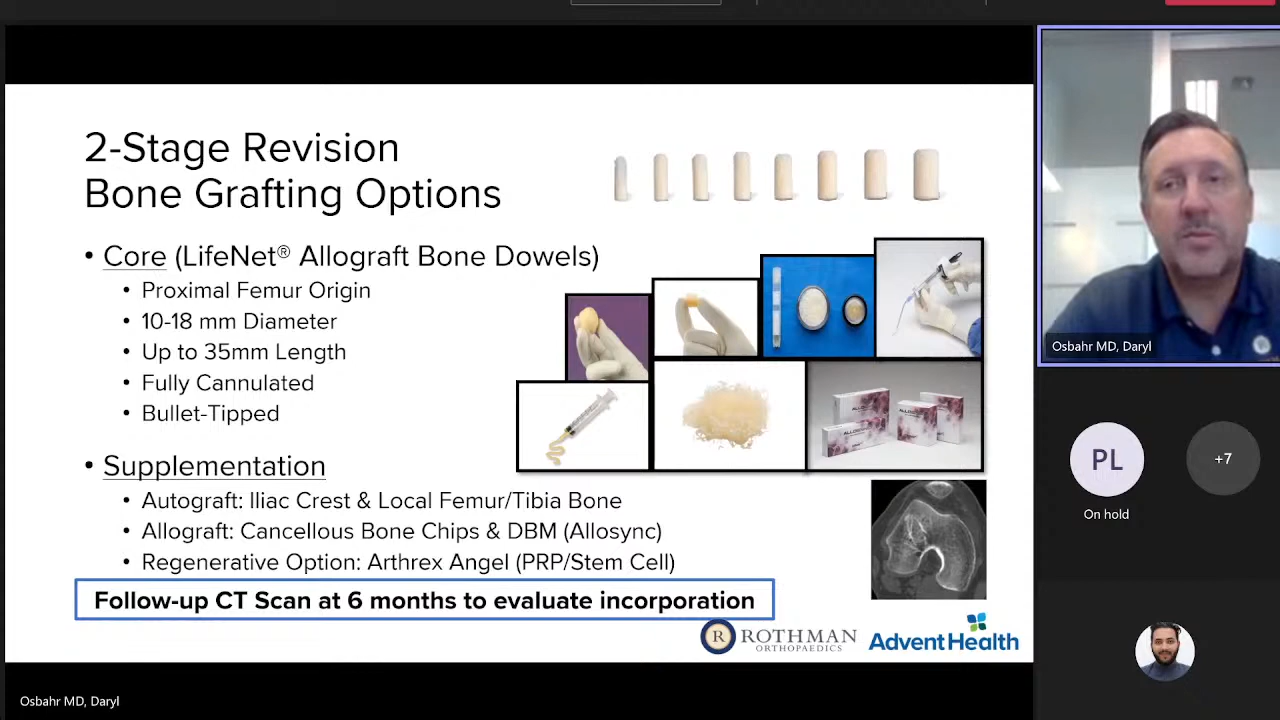 2-Stage Revision
Bone Grafting Options
• Core (LifeNet® Allograft Bone Dowels)
• Proximal Femur Origin
• 10-18 mm Diameter
• Up to 35mm Length
• Fully Cannulated
• Bullet-Tipped
• Supplementation
• Autograft: Iliac Crest & Local Femur/Tibia Bone
• Allograft: Cancellous Bone Chips & DBM (Allosync)
• Regenerative Option: Arthrex Angel (PRP/Stem Cell)
Follow-up CT Scan at 6 months to evaluate incorporation
R ROTHMAN
ORTHOPAEDICS
AdventHealth
Osbahr MD, Daryl
PL
+7
On hold
Osbahr MD, Daryl